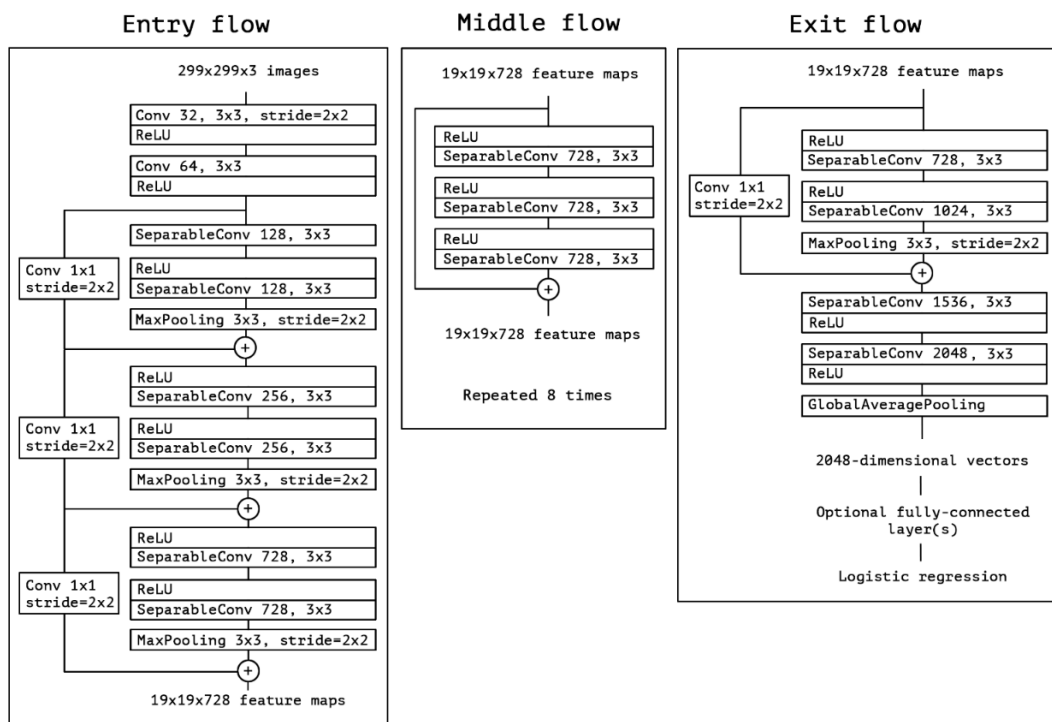 Entry flow
299x299x3 images
Conv 32, 3x3, stride=2x2
ReLU
Conv 64, 3x3
ReLU
SeparableConv 128, 3x3
Conv 1x1
stride=2x2
ReLU
SeparableConv 128, 3x3
MaxPooling 3x3, stride=2x2
+
ReLU
SeparableConv 256, 3x3
Conv 1x1
stride=2x2
ReLU
SeparableConv 256, 3x3
MaxPooling 3x3, stride=2x2
+
ReLU
SeparableConv 728, 3x3
Conv 1x1
stride=2x2
ReLU
SeparableConv 728, 3x3
MaxPooling 3x3, stride=2x2
+
19x19x728 feature maps
Middle flow
19x19x728 feature maps
ReLU
SeparableConv 728, 3x3
ReLU
SeparableConv 728, 3x3
ReLU
SeparableConv 728, 3x3
+
19x19x728 feature maps
Repeated 8 times
Exit flow
19x19x728 feature maps
ReLU
SeparableConv 728, 3x3
Conv 1x1
stride=2x2
ReLU
SeparableConv 1024, 3x3
MaxPooling 3x3, stride=2x2
+
SeparableConv 1536, 3x3
ReLU
SeparableConv 2048, 3x3
ReLU
GlobalAveragePooling
2048-dimensional vectors
Optional fully-connected
layer(s)
Logistic regression